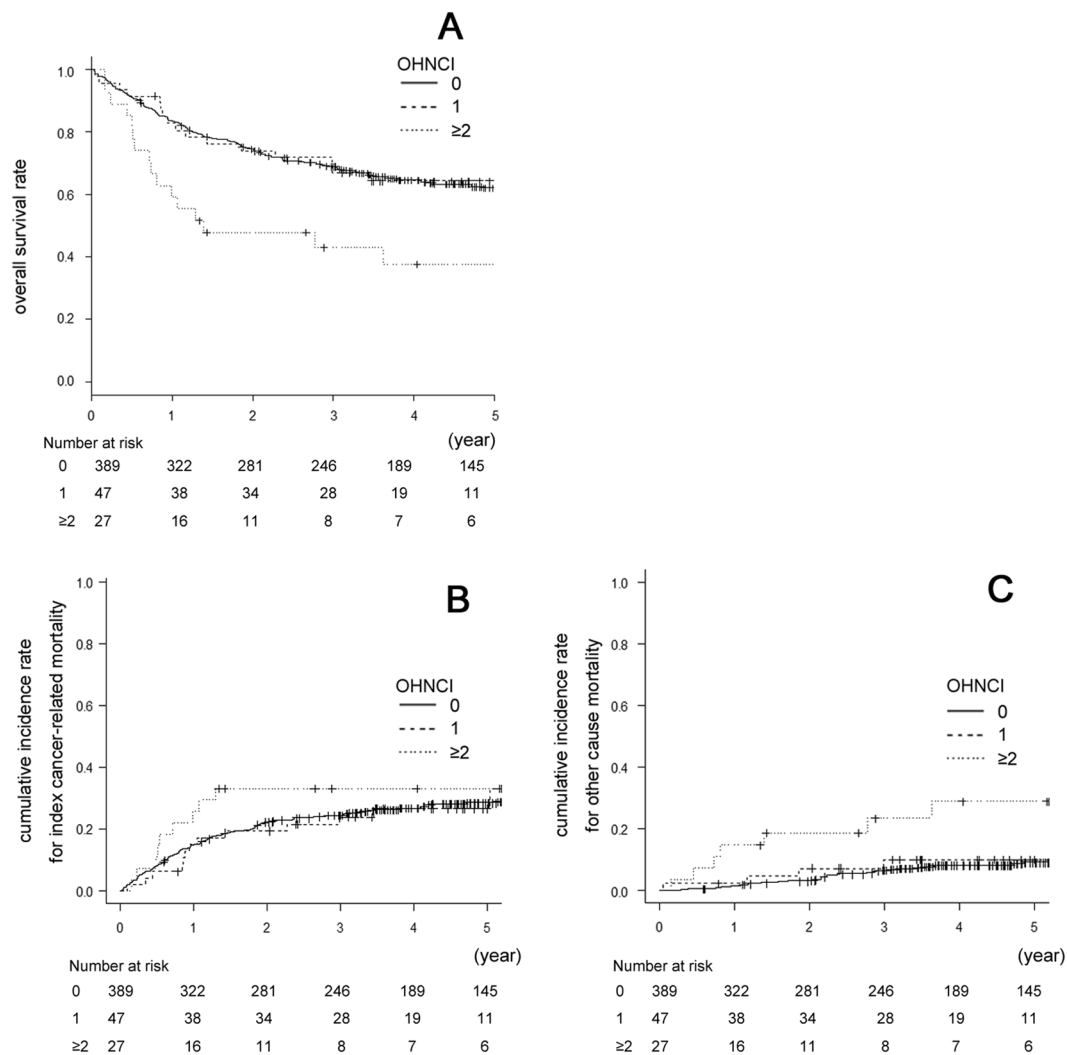 A
OHNCI
0
1
≥2
overall survival rate
1.0
0.8
0.6
0.4
0.2
0.0
0 1 2 3 4 5
Number at risk (year)
0 389 322 281 246 189 145
1 47 38 34 28 19 11
≥2 27 16 11 8 7 6
B
OHNCI
0
1
≥2
cumulative incidence rate
for index cancer-related mortality
1.0
0.8
0.6
0.4
0.2
0.0
0 1 2 3 4 5
(year)
Number at risk
0 389 322 281 246 189 145
1 47 38 34 28 19 11
≥2 27 16 11 8 7 6
C
OHNCI
0
1
≥2
cumulative incidence rate
for other cause mortality
1.0
0.8
0.6
0.4
0.2
0.0
0 1 2 3 4 5
(year)
Number at risk
0 389 322 281 246 189 145
1 47 38 34 28 19 11
≥2 27 16 11 8 7 6